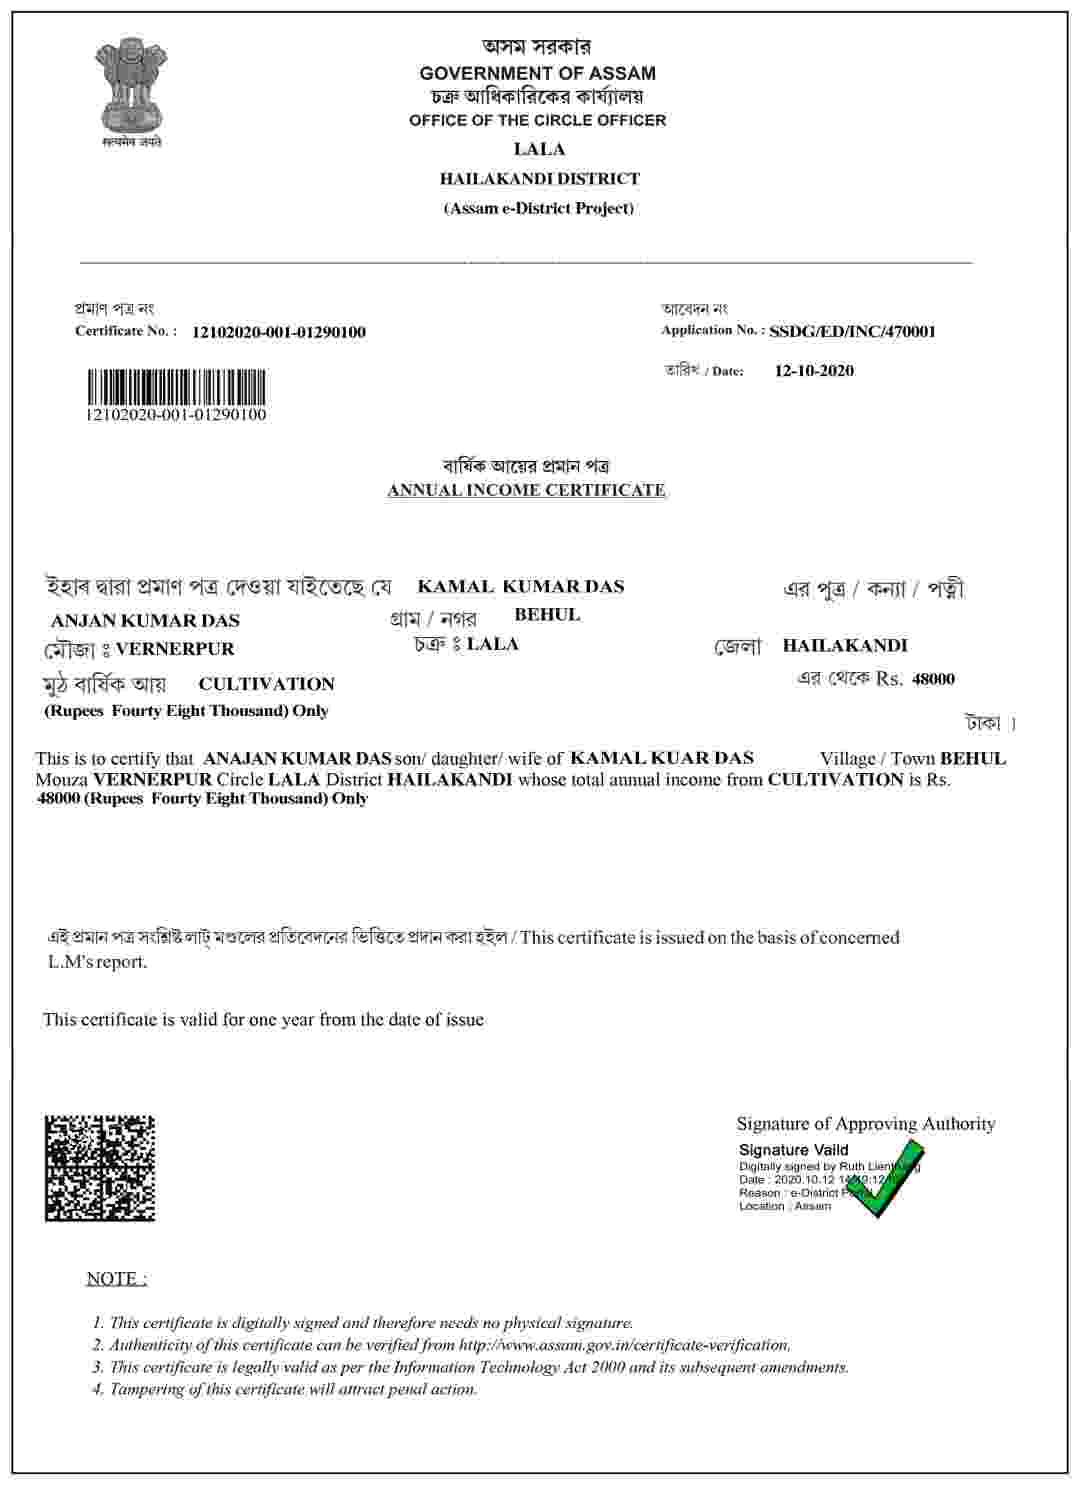 सत्यमेव जयते
অসম সরকার
GOVERNMENT OF ASSAM
চক্ৰ আধিকারিকের কার্য্যালয়
OFFICE OF THE CIRCLE OFFICER
LALA
HAILAKANDI DISTRICT
(Assam e-District Project)
প্রমাণ পত্র নং
Certificate No. : 12102020-001-01290100
আবেদন নং
Application No. : SSDG/ED/INC/470001
তারিখ / Date: 12-10-2020
12102020-001-01290100
বার্ষিক আয়ের প্রমান পত্র
ANNUAL INCOME CERTIFICATE
ইহাৰ দ্বারা প্রমাণ পত্র দেওয়া যাইতেছে যে KAMAL KUMAR DAS এর পুত্র / কন্যা / পত্নী
ANJAN KUMAR DAS গ্রাম / নগর BEHUL
মৌজা ঃ VERNERPUR চক্ৰ ঃ LALA জেলা HAILAKANDI
মুঠ বার্ষিক আয় CULTIVATION এর থেকে Rs. 48000
(Rupees Fourty Eight Thousand) Only
টাকা ।
This is to certify that ANAJAN KUMAR DAS son/ daughter/ wife of KAMAL KUAR DAS Village / Town BEHUL
Mouza VERNERPUR Circle LALA District HAILAKANDI whose total annual income from CULTIVATION is Rs.
48000 (Rupees Fourty Eight Thousand) Only
এই প্রমান পত্র সংশ্লিষ্ট লাট্ মণ্ডলের প্রতিবেদনের ভিত্তিতে প্রদান করা হইল / This certificate is issued on the basis of concerned
L.M's report.
This certificate is valid for one year from the date of issue
Signature of Approving Authority
Signature Vaild
Digitally signed by Ruth
Date : 2020.10.12
Reason : e-District
Location : Assam
NOTE :
1. This certificate is digitally signed and therefore needs no physical signature.
2. Authenticity of this certificate can be verified from http://www.assam.gov.in/certificate-verification,
3. This certificate is legally valid as per the Information Technology Act 2000 and its subsequent amendments.
4. Tampering of this certificate will attract penal action.